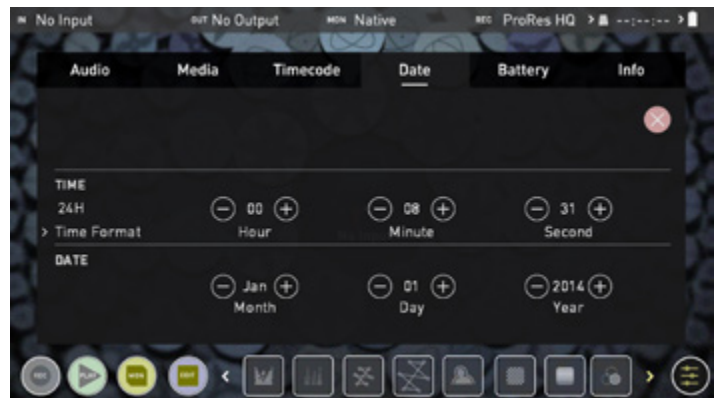 IN No Input OUT No Output MON Native REC ProRes HQ > --:--:-- >
Audio Media Timecode Date Battery Info
TIME
24H 00 08 31
> Time Format Hour Minute Second
DATE
Jan 01 2014
Month Day Year
REC PLAY MON EDIT